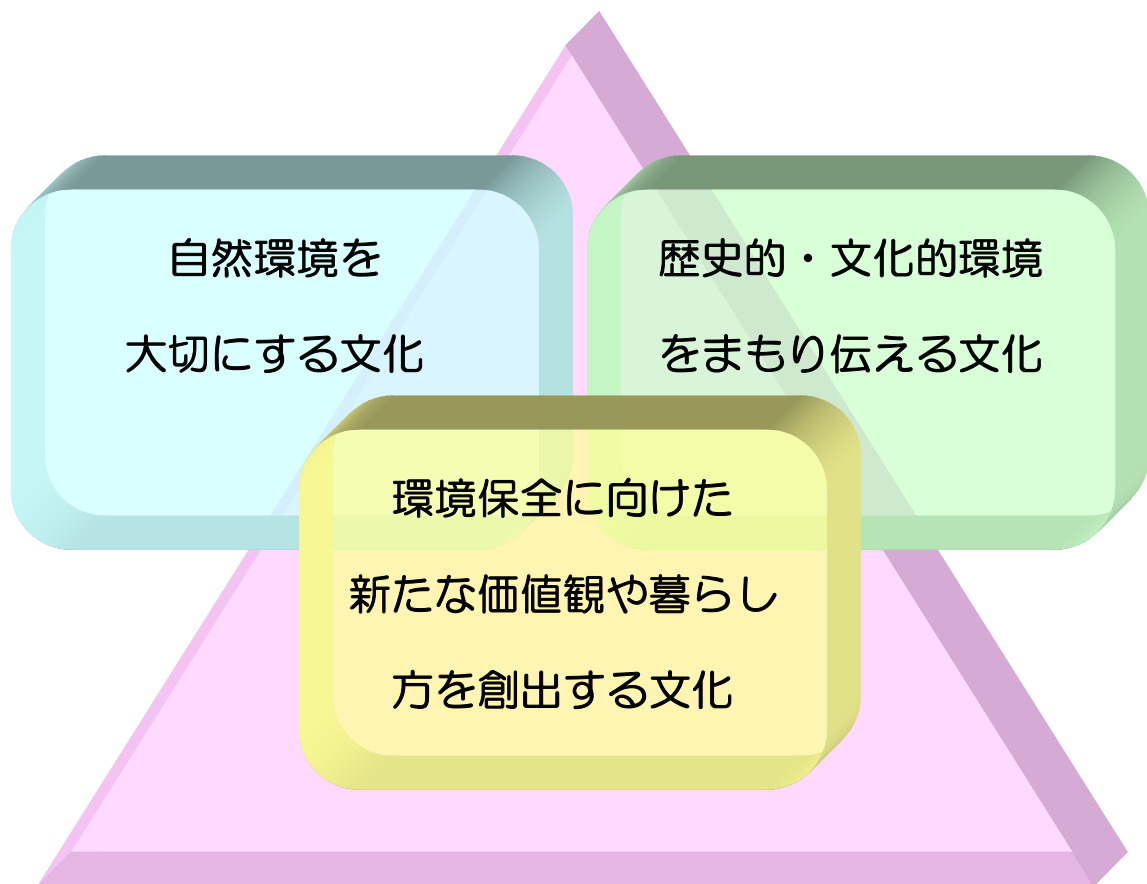 自然環境を
大切にする文化
歴史的・文化的環境
をまもり伝える文化
環境保全に向けた
新たな価値観や暮らし
方を創出する文化